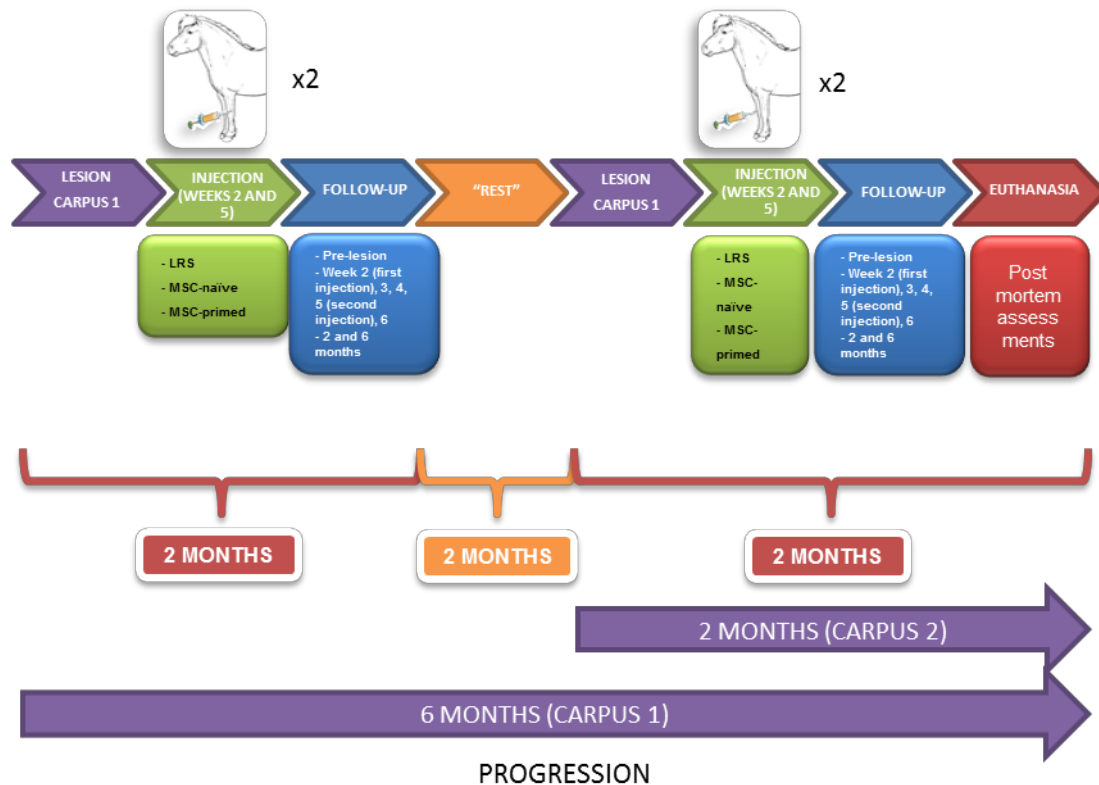 x2
x2
LESION
CARPUS 1
INJECTION
(WEEKS 2 AND
5)
FOLLOW-UP
“REST”
LESION
CARPUS 1
INJECTION
(WEEKS 2 AND
5)
FOLLOW-UP
EUTHANASIA
- LRS
- MSC-naïve
- MSC-primed
- Pre-lesion
- Week 2 (first
injection), 3, 4,
5 (second
injection), 6
- 2 and 6
months
- LRS
- MSC-
naïve
- MSC-
primed
- Pre-lesion
- Week 2 (first
injection), 3, 4,
5 (second
injection), 6
- 2 and 6
months
Post
mortem
assess
ments
2 MONTHS
2 MONTHS
2 MONTHS
2 MONTHS (CARPUS 2)
6 MONTHS (CARPUS 1)
PROGRESSION